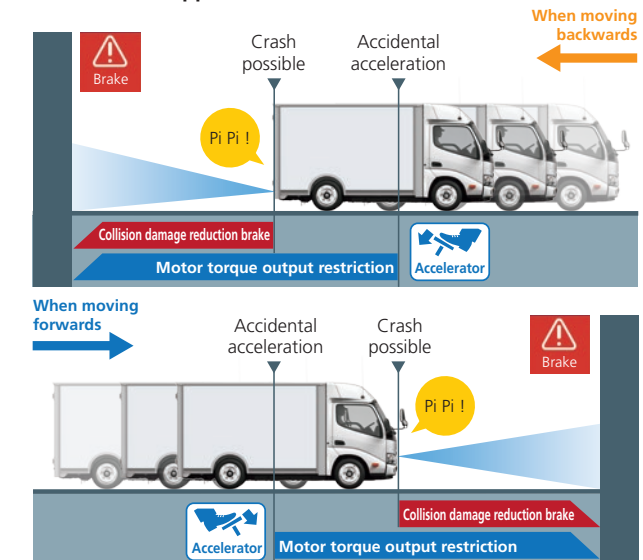 When moving
backwards
Crash
possible
Accidental
acceleration
Brake
Pi Pi !
Collision damage reduction brake
Motor torque output restriction
Accelerator
When moving
forwards
Accidental
acceleration
Crash
possible
Brake
Pi Pi !
Collision damage reduction brake
Accelerator
Motor torque output restriction